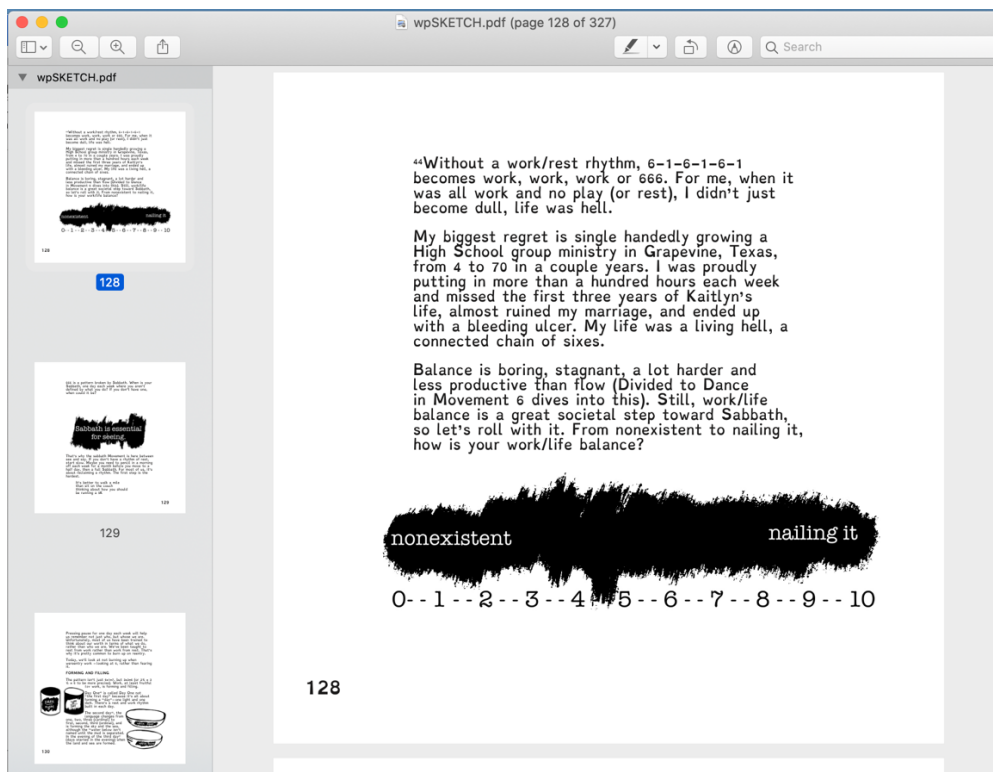 wpSKETCH.pdf (page 128 of 327)
Search
wpSKETCH.pdf
128
129
Sabbath is essential
for seeing.
129
FORMING AND FILLING
130
“Without a work/rest rhythm, 6-1-6-1-6-1
becomes work, work, work or 666. For me, when it
was all work and no play (or rest), I didn't just
become dull, life was hell.
My biggest regret is single handedly growing a
High School group ministry in Grapevine, Texas,
from 4 to 70 in a couple years. I was proudly
putting in more than a hundred hours each week
and missed the first three years of Kaitlyn's
life, almost ruined my marriage, and ended up
with a bleeding ulcer. My life was a living hell, a
connected chain of sixes.
Balance is boring, stagnant, a lot harder and
less productive than flow (Divided to Dance
in Movement 6 dives into this). Still, work/life
balance is a great societal step toward Sabbath,
so let's roll with it. From nonexistent to nailing it,
how is your work/life balance?
nonexistent nailing it
0--1--2--3--4--5--6--7--8--9--10
128